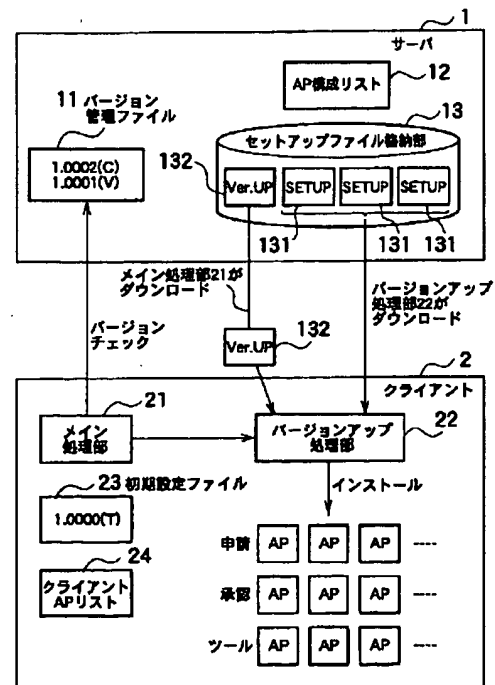 1
サーバ
AP構成リスト
12
11 バージョン
管理ファイル
1.0002(C)
1.0001(V)
13
セットアップファイル格納部
132
Ver.UP
SETUP
SETUP
SETUP
131
131
131
メイン処理部21が
ダウンロード
バージョンアップ
処理部22が
ダウンロード
バージョン
チェック
Ver.UP
132
2
クライアント
21
メイン
処理部
バージョンアップ
処理部
22
23 初期設定ファイル
1.0000(T)
インストール
24
クライアント
APリスト
申請 AP AP AP ----
承認 AP AP AP ----
ツール AP AP AP ----